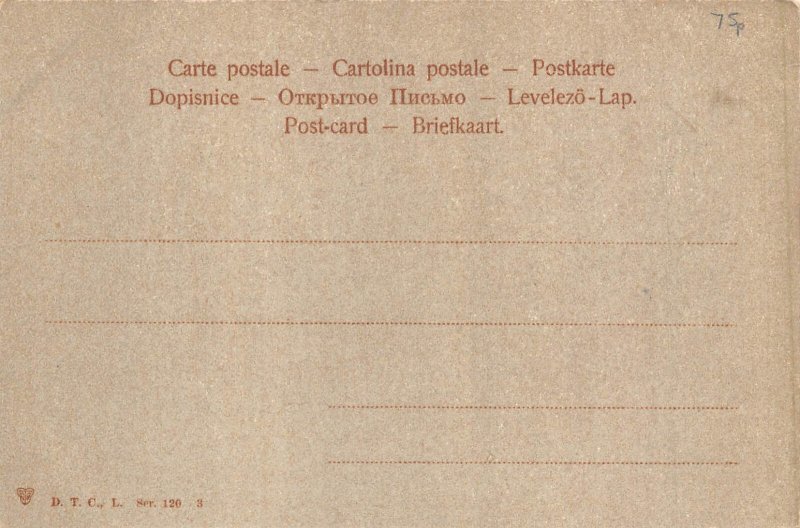 75p
Carte postale — Cartolina postale — Postkarte
Dopisnice — Открытое Письмо — Levelező-Lap.
Post-card — Briefkaart.
D. T. C., L. Ser. 120 3